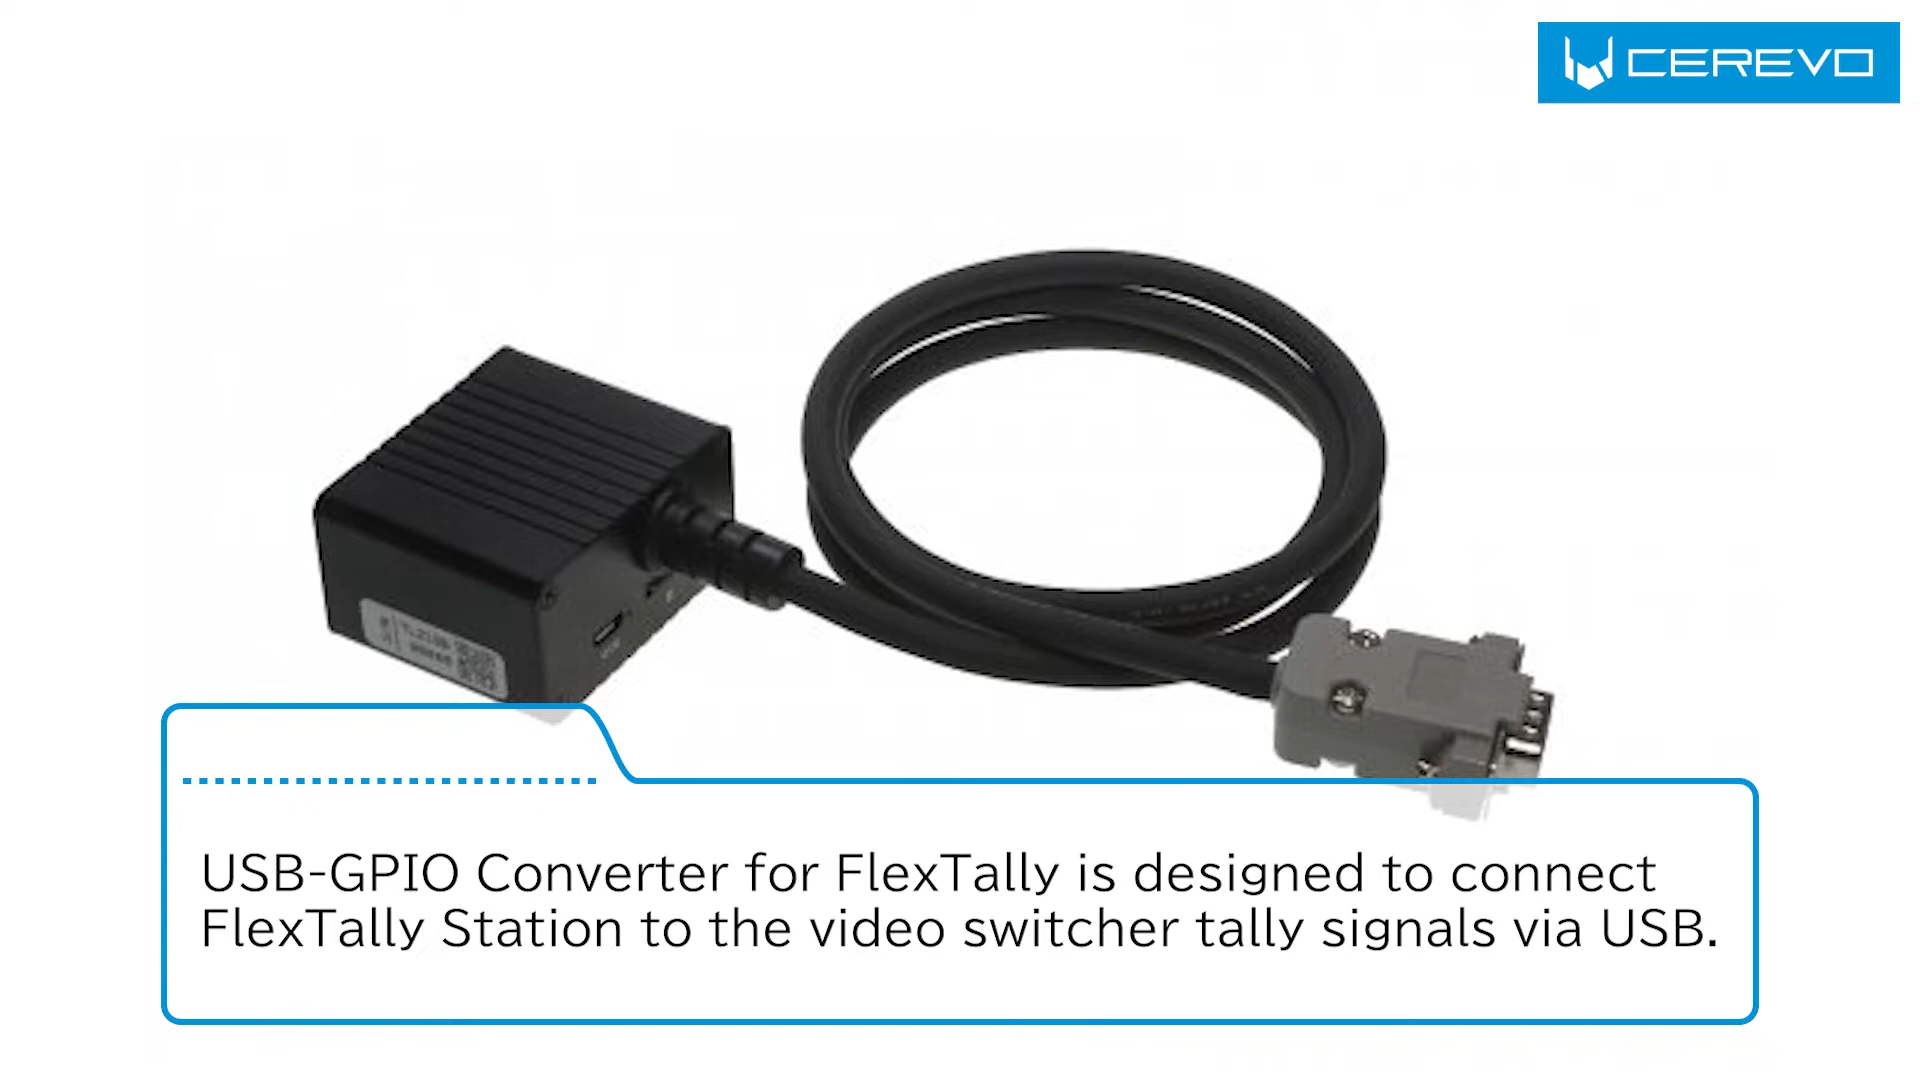 CEREVO
USB-GPIO Converter for FlexTally is designed to connect
FlexTally Station to the video switcher tally signals via USB.